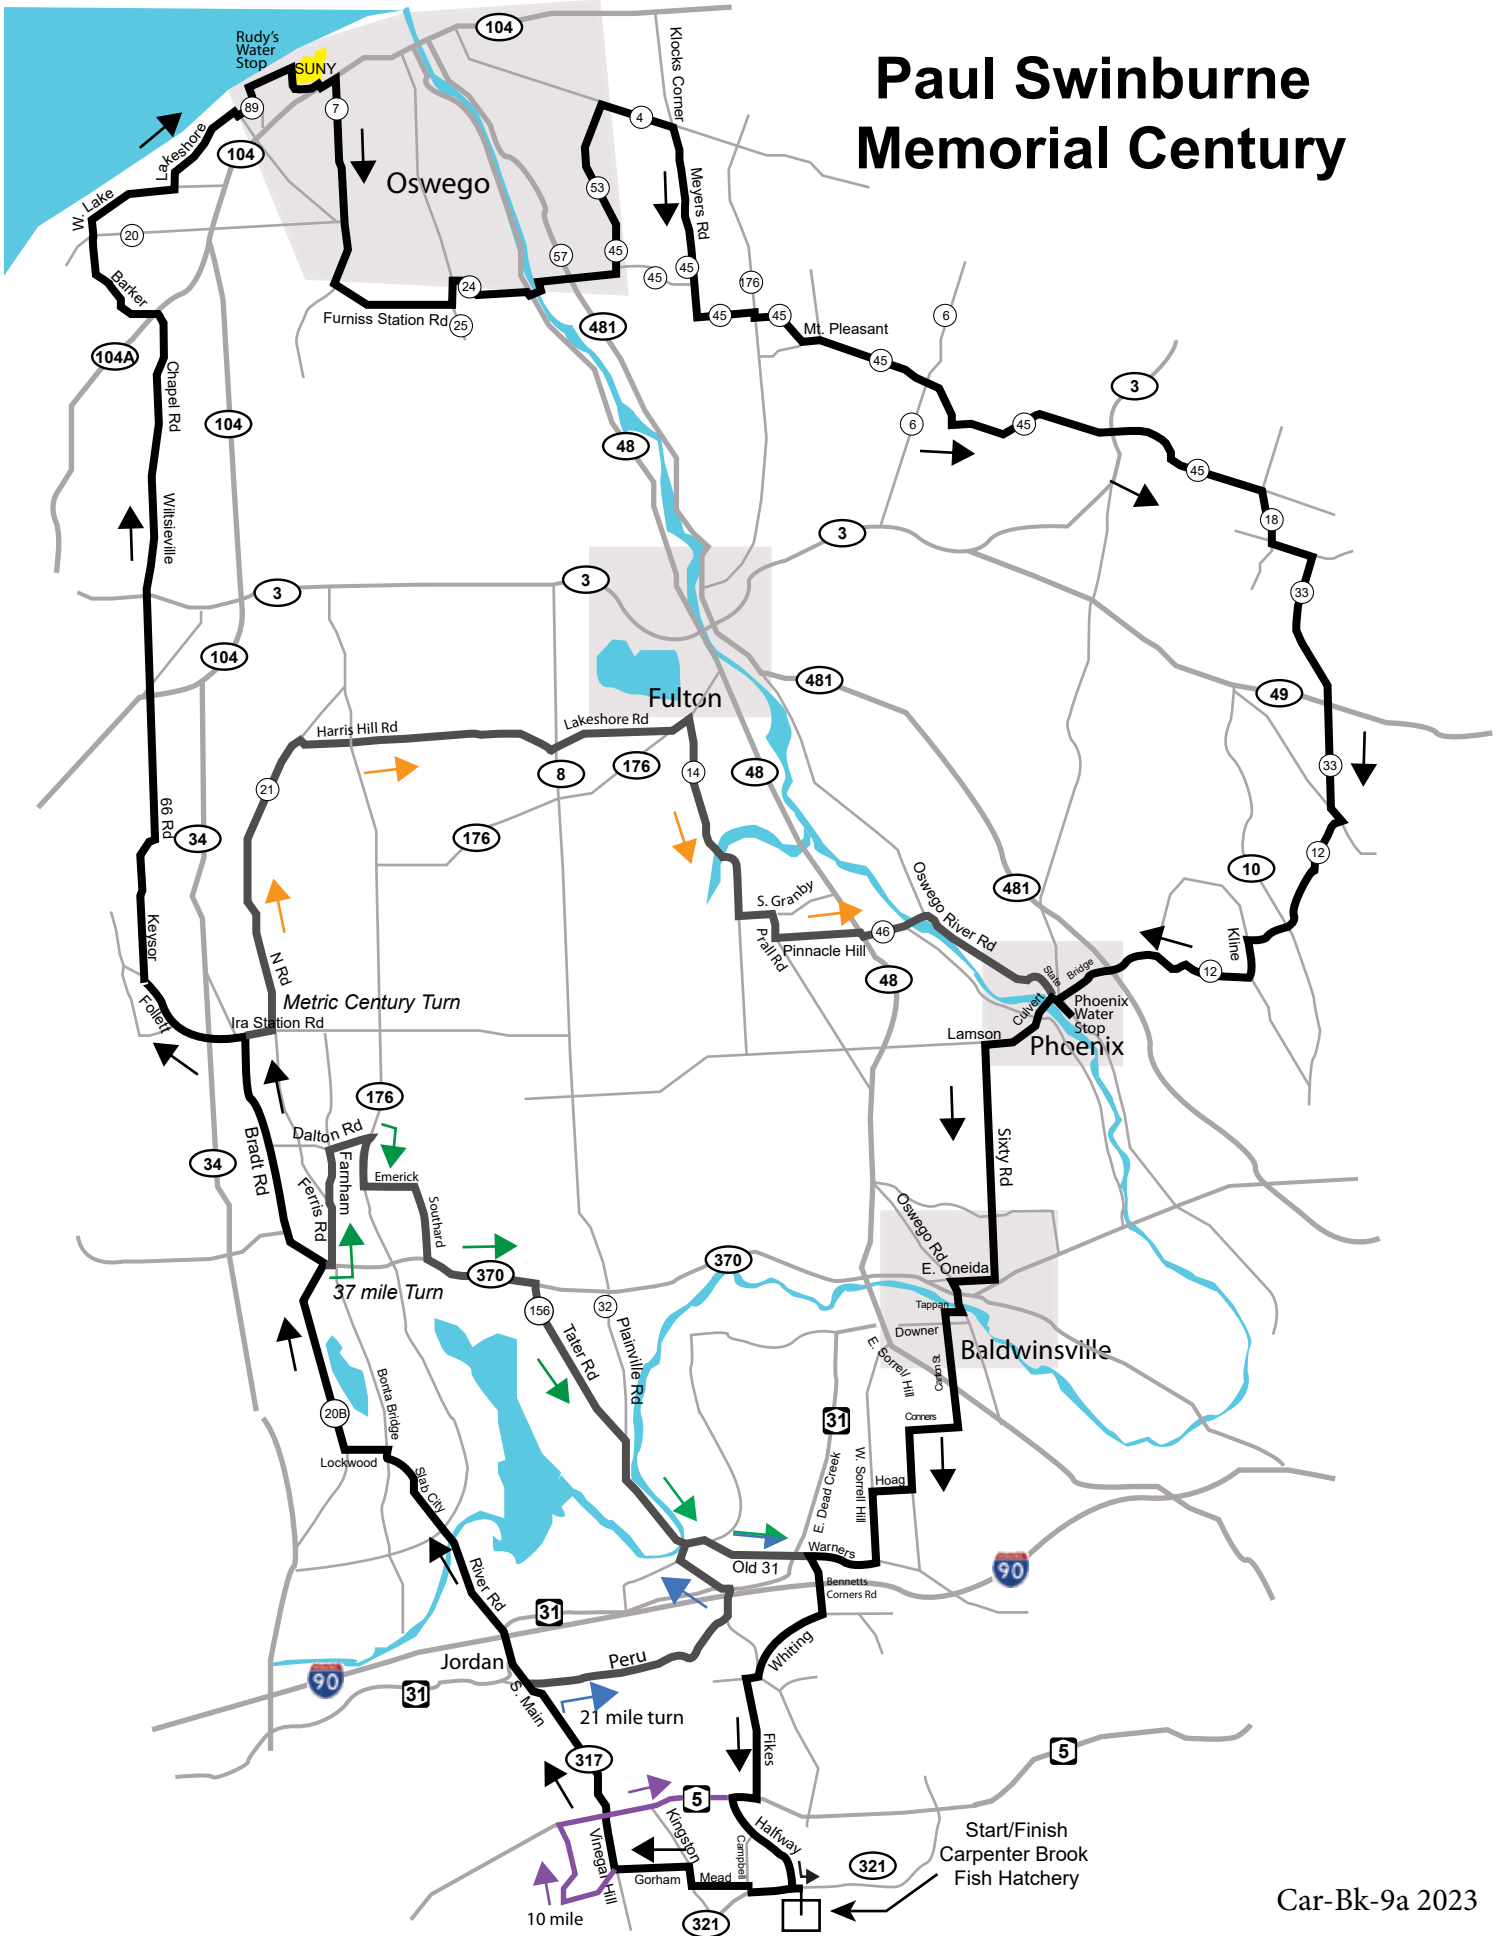 Paul Swinburne
Memorial Century
Rudy's
Water
Stop
SUNY
104
Klocks Corner
89
7
4
Lakeshore
104
Oswego
53
Meyers Rd
W. Lake
20
57
45
45
45
176
Barker
24
Furniss Station Rd
25
481
45
45
Mt. Pleasant
6
104A
Chapel Rd
45
3
104
48
6
45
45
Wiltsieville
18
3
3
3
33
104
Fulton
481
49
Harris Hill Rd
Lakeshore Rd
8
176
14
48
33
21
66 Rd
34
176
12
10
481
S. Granby
Oswego River Rd
Keysor
Prall Rd
Pinnacle Hill
46
Kline
N Rd
48
State
Bridge
12
Metric Century Turn
Follett
Ira Station Rd
Culvert
Phoenix
Water
Stop
Lamson
Phoenix
176
Dalton Rd
Bradt Rd
34
Farnham
Ferris Rd
Emerick
Southard
Sixty Rd
Oswego Rd
370
370
E. Oneida
37 mile Turn
156
32
Plainville Rd
Tater Rd
Tappan
Downer
Baldwinsville
E. Sorrell Hill
Canton St.
Bonta Bridge
20B
31
Conners
Lockwood
Slab City
E. Dead Creek
W. Sorrell Hill
Hoag
Warners
Old 31
90
River Rd
Bennetts
Corners Rd
31
Whiting
Jordan
Peru
90
31
S. Main
21 mile turn
317
Fikes
5
5
Kingston
Halfway
Vinegar Hill
Campbell
Gorham
Mead
321
Start/Finish
Carpenter Brook
Fish Hatchery
10 mile
321
Car-Bk-9a 2023